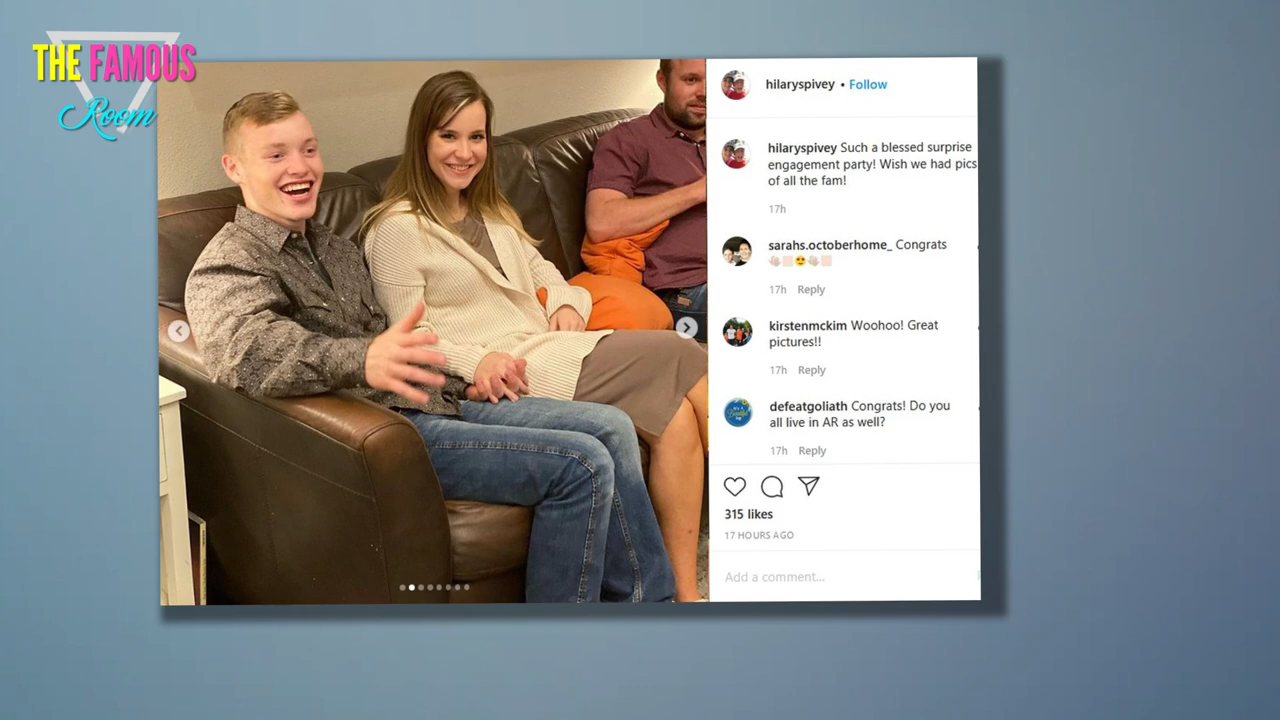 THE FAMOUS
Room
hilaryspivey • Follow
hilaryspivey Such a blessed surprise
engagement party! Wish we had pics
of all the fam!
17h
sarahs.octoberhome_ Congrats
17h Reply
kirstenmckim Woohoo! Great
pictures!!
17h Reply
defeatgoliath Congrats! Do you
all live in AR as well?
17h Reply
315 likes
17 HOURS AGO
Add a comment...